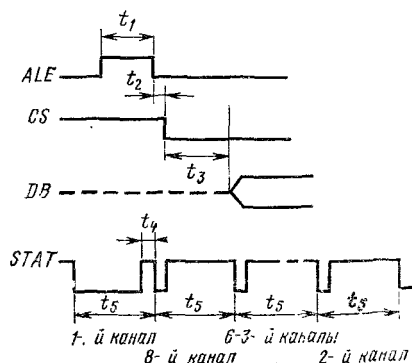 t₁
ALE
t₂
CS
t₃
DB
t₄
STAT
t₅ t₅ t₅ t₅
1-й канал 6-3-й каналы
8-й канал 2-й канал